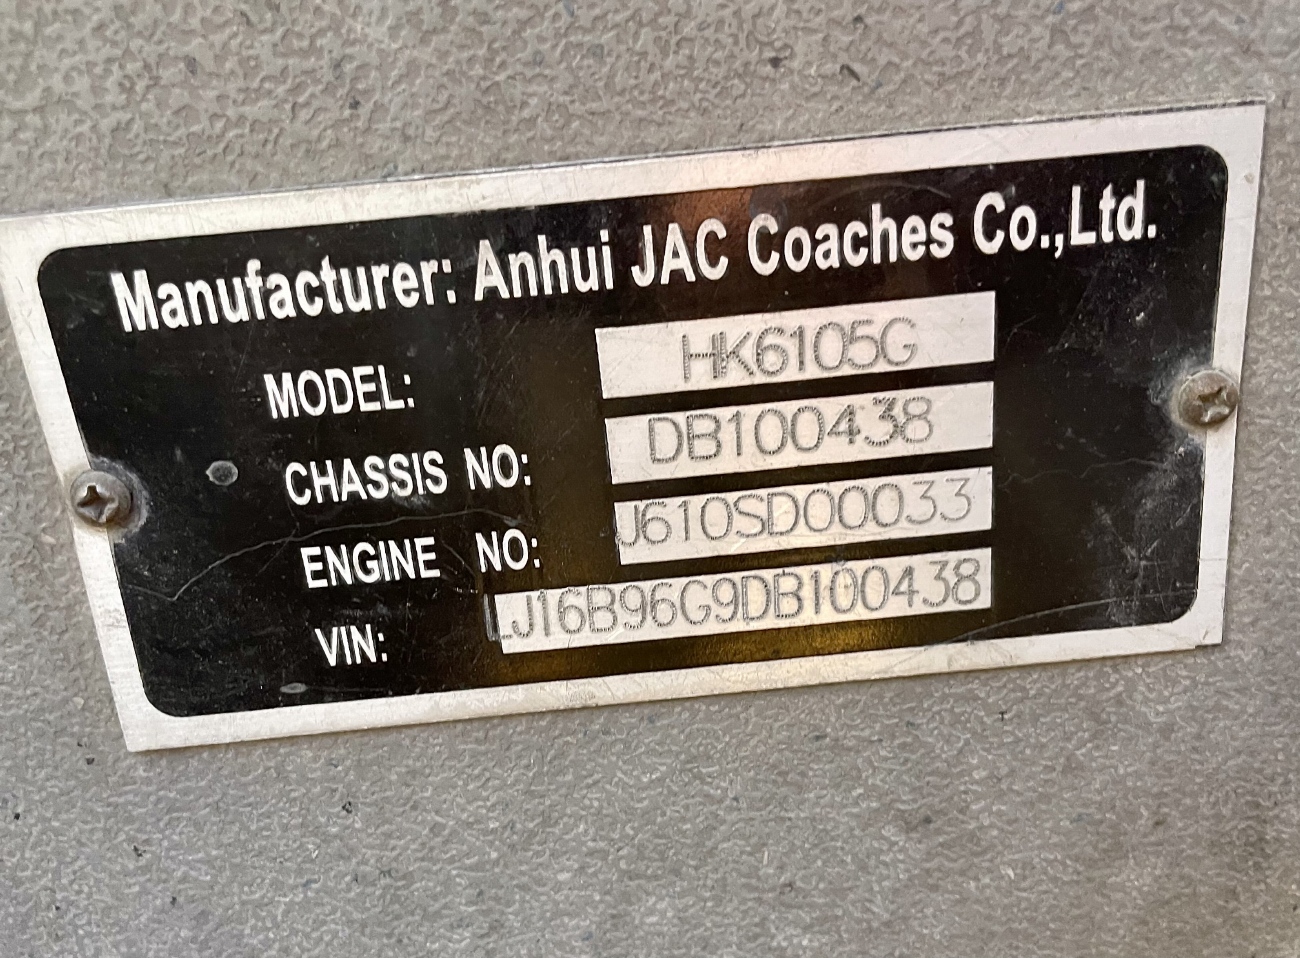 Manufacturer: Anhui JAC Coaches Co.,Ltd.
MODEL: HK6105G
CHASSIS NO: DB100438
ENGINE NO: J610SD00033
VIN: LJ16B96G9DB100438